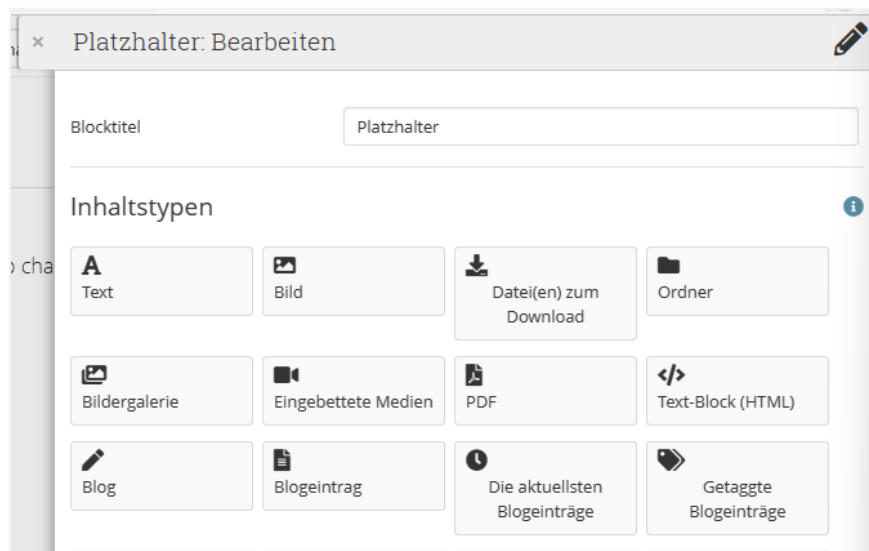 × Platzhalter: Bearbeiten
Blocktitel
Platzhalter
Inhaltstypen
cha
Text
Bild
Datei(en) zum
Download
Ordner
Bildergalerie
Eingebettete Medien
PDF
</> Text-Block (HTML)
Blog
Blogeintrag
Die aktuellsten
Blogeinträge
Getaggte
Blogeinträge